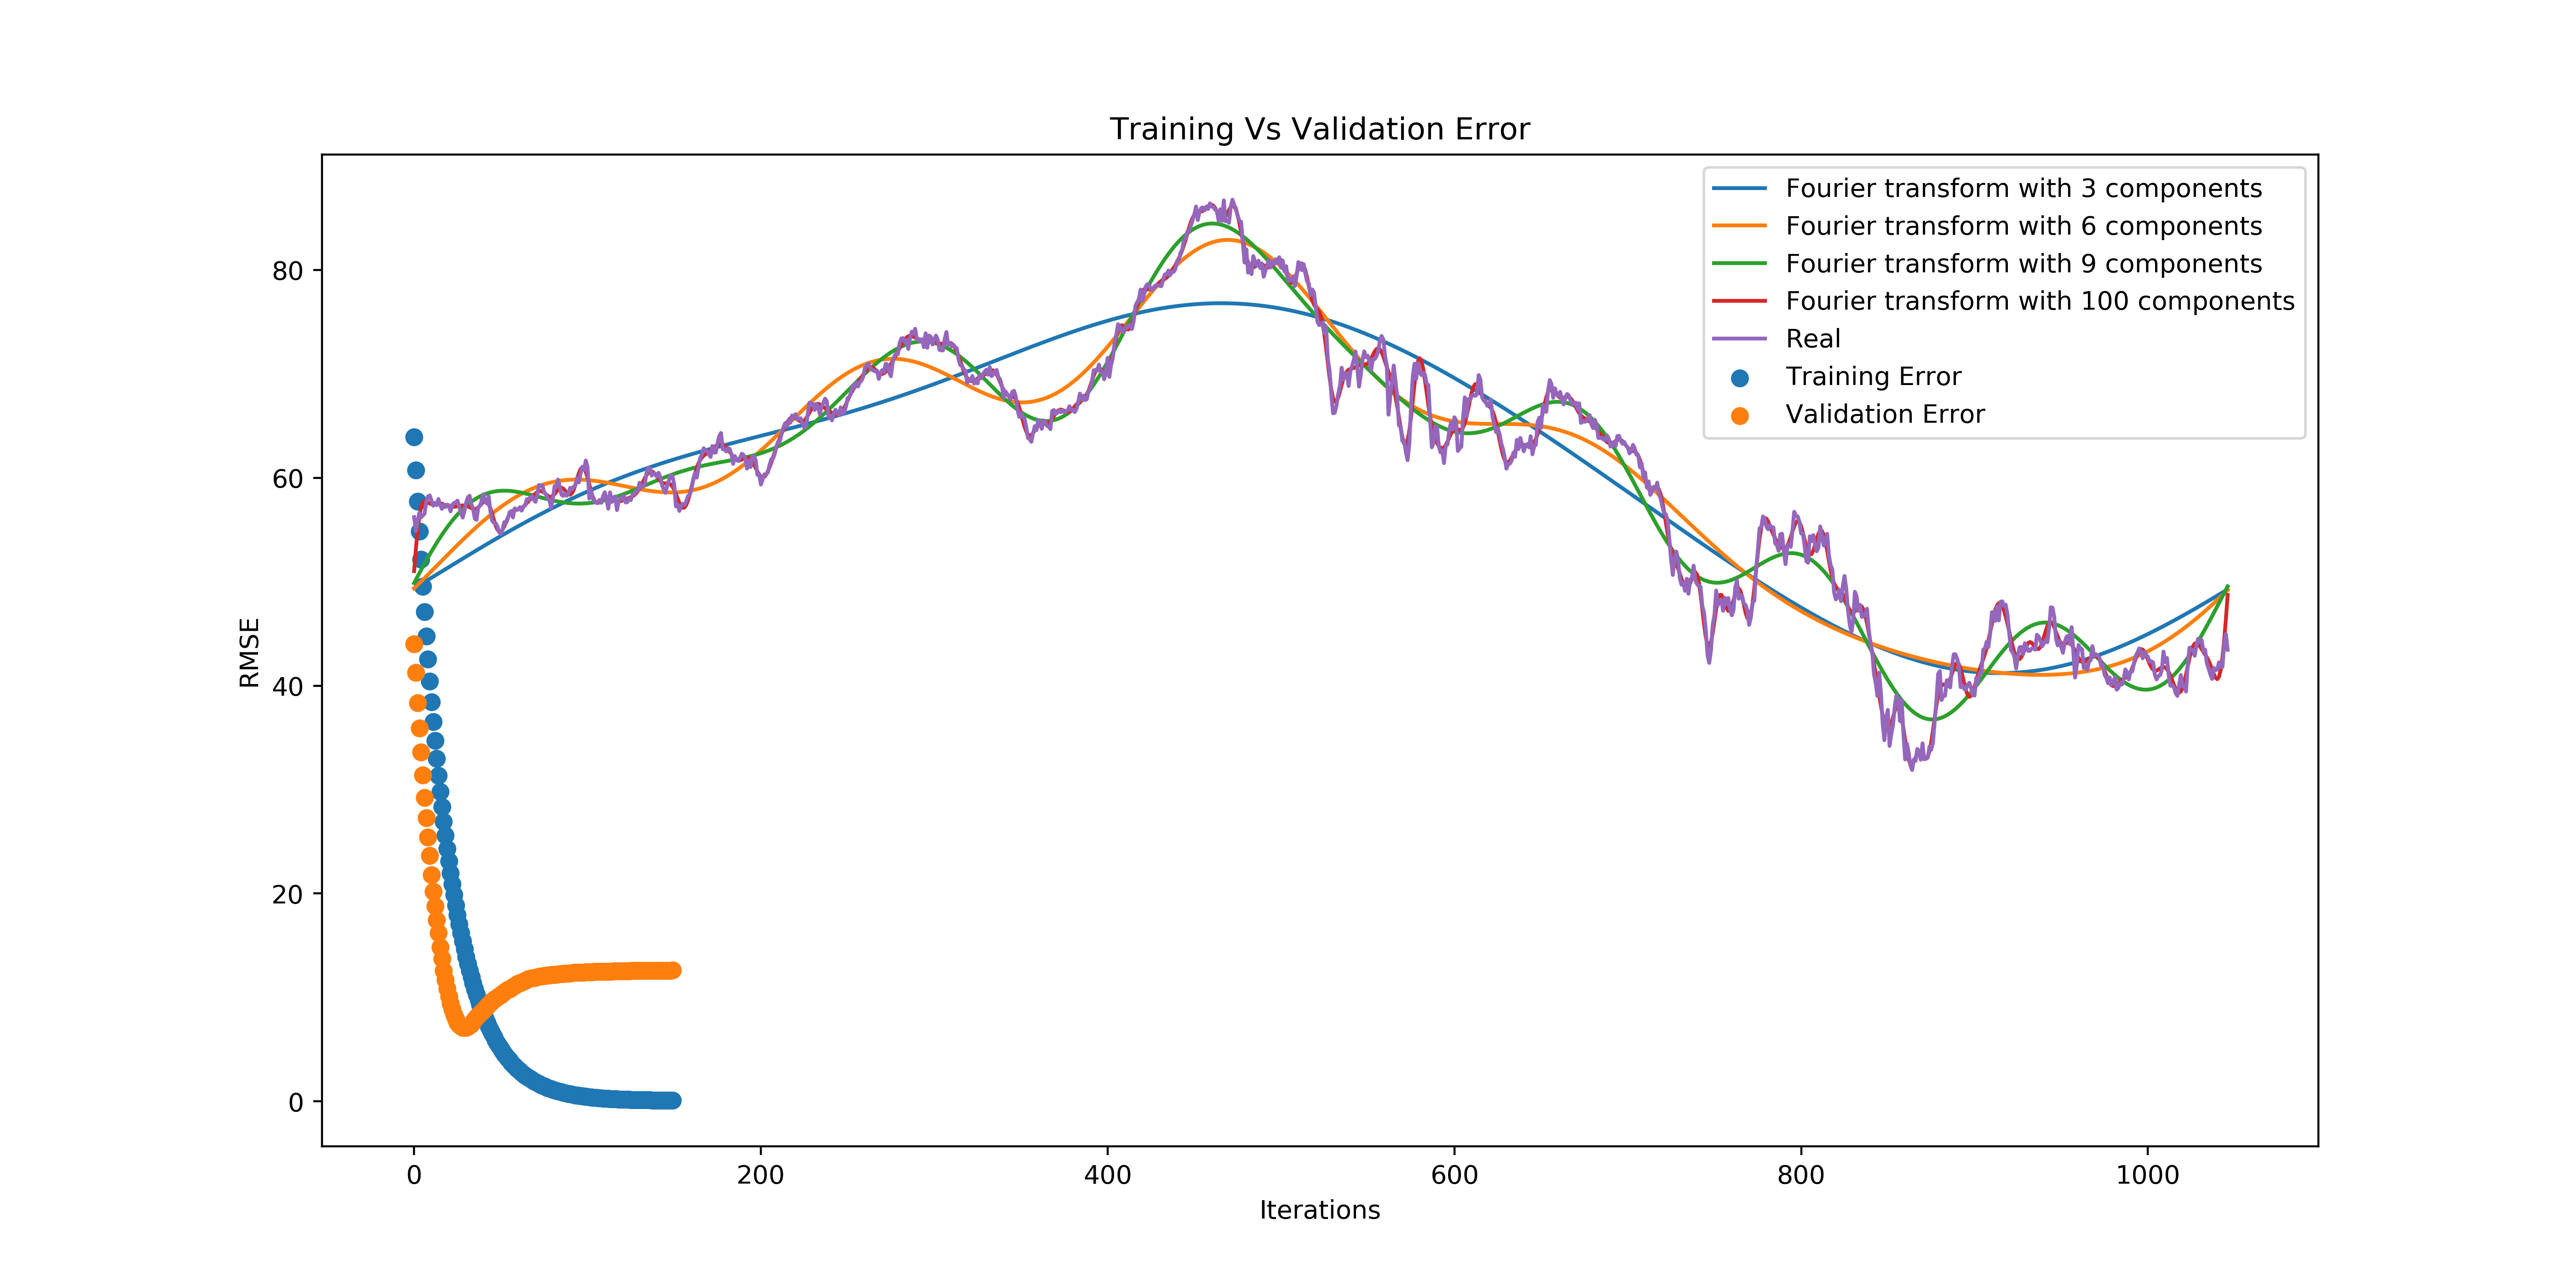 Training Vs Validation Error
Fourier transform with 3 components
Fourier transform with 6 components
Fourier transform with 9 components
Fourier transform with 100 components
Real
Training Error
Validation Error
RMSE
80
60
40
20
0
0 200 400 600 800 1000
Iterations